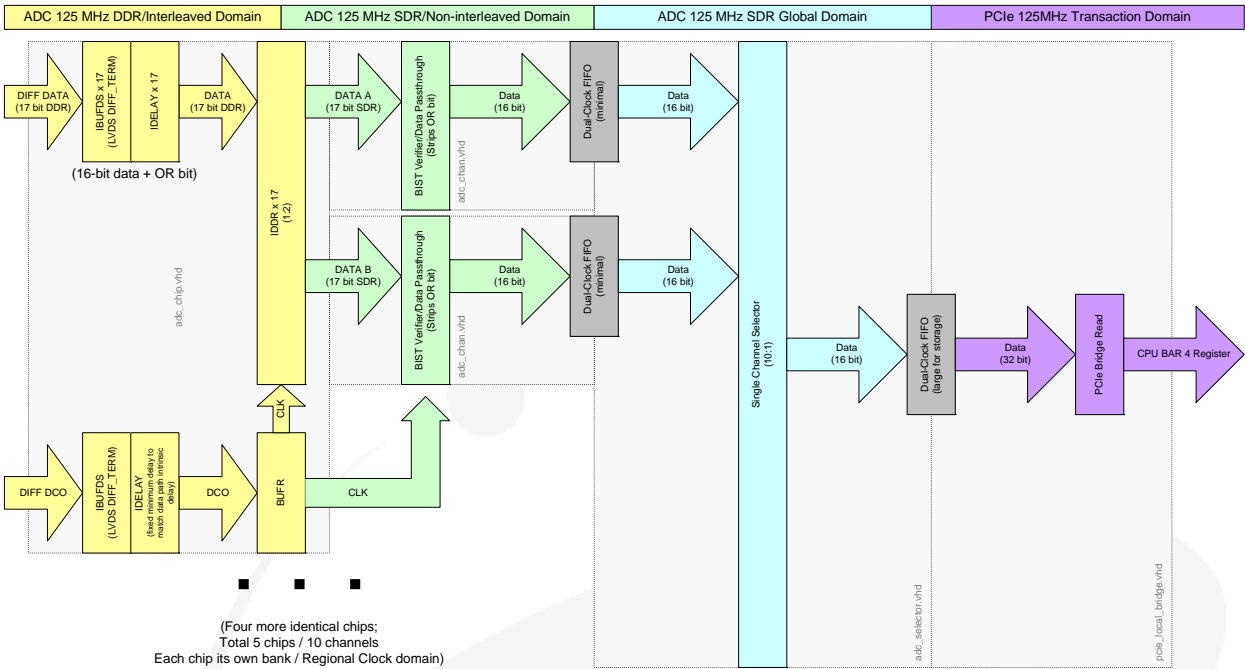 ADC 125 MHz DDR/Interleaved Domain
ADC 125 MHz SDR/Non-interleaved Domain
ADC 125 MHz SDR Global Domain
PCIe 125MHz Transaction Domain
DIFF DATA
(17 bit DDR)
IBUFDS x 17
(LVDS DIFF_TERM)
IDELAY x 17
DATA
(17 bit DDR)
(16-bit data + OR bit)
adc_chip.vhd
IDDR x 17
(1:2)
DATA A
(17 bit SDR)
BIST Verifier/Data Passthrough
(Strips OR bit)
adc_chan.vhd
Data
(16 bit)
Dual-Clock FIFO
(minimal)
Data
(16 bit)
DATA B
(17 bit SDR)
BIST Verifier/Data Passthrough
(Strips OR bit)
adc_chan.vhd
Data
(16 bit)
Dual-Clock FIFO
(minimal)
Data
(16 bit)
Single Channel Selector
(10:1)
Data
(16 bit)
Dual-Clock FIFO
(large for storage)
Data
(32 bit)
PCIe Bridge Read
CPU BAR 4 Register
CLK
DIFF DCO
IBUFDS
(LVDS DIFF_TERM)
IDELAY
(fixed minimum delay to
match data path intrinsic
delay)
DCO
BUFR
CLK
adc_selector.vhd
pcie_local_bridge.vhd
(Four more identical chips;
Total 5 chips / 10 channels
Each chip its own bank / Regional Clock domain)